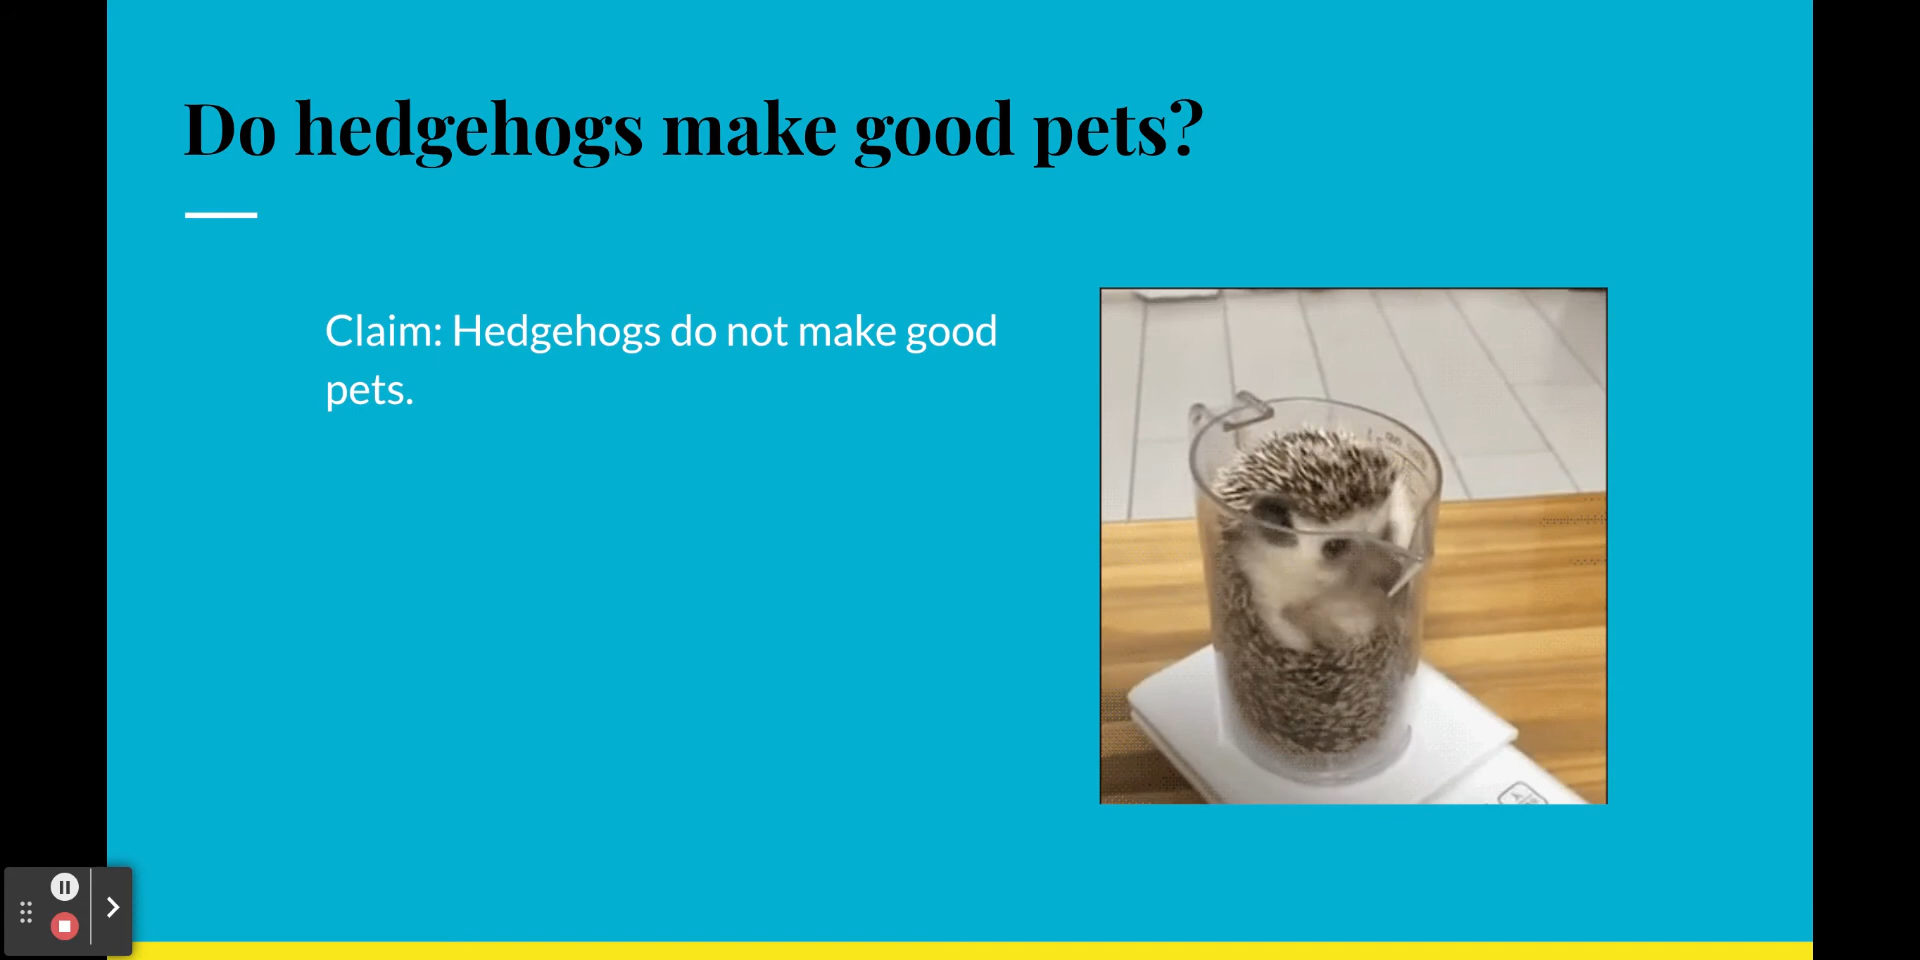 Do hedgehogs make good pets?
Claim: Hedgehogs do not make good
pets.